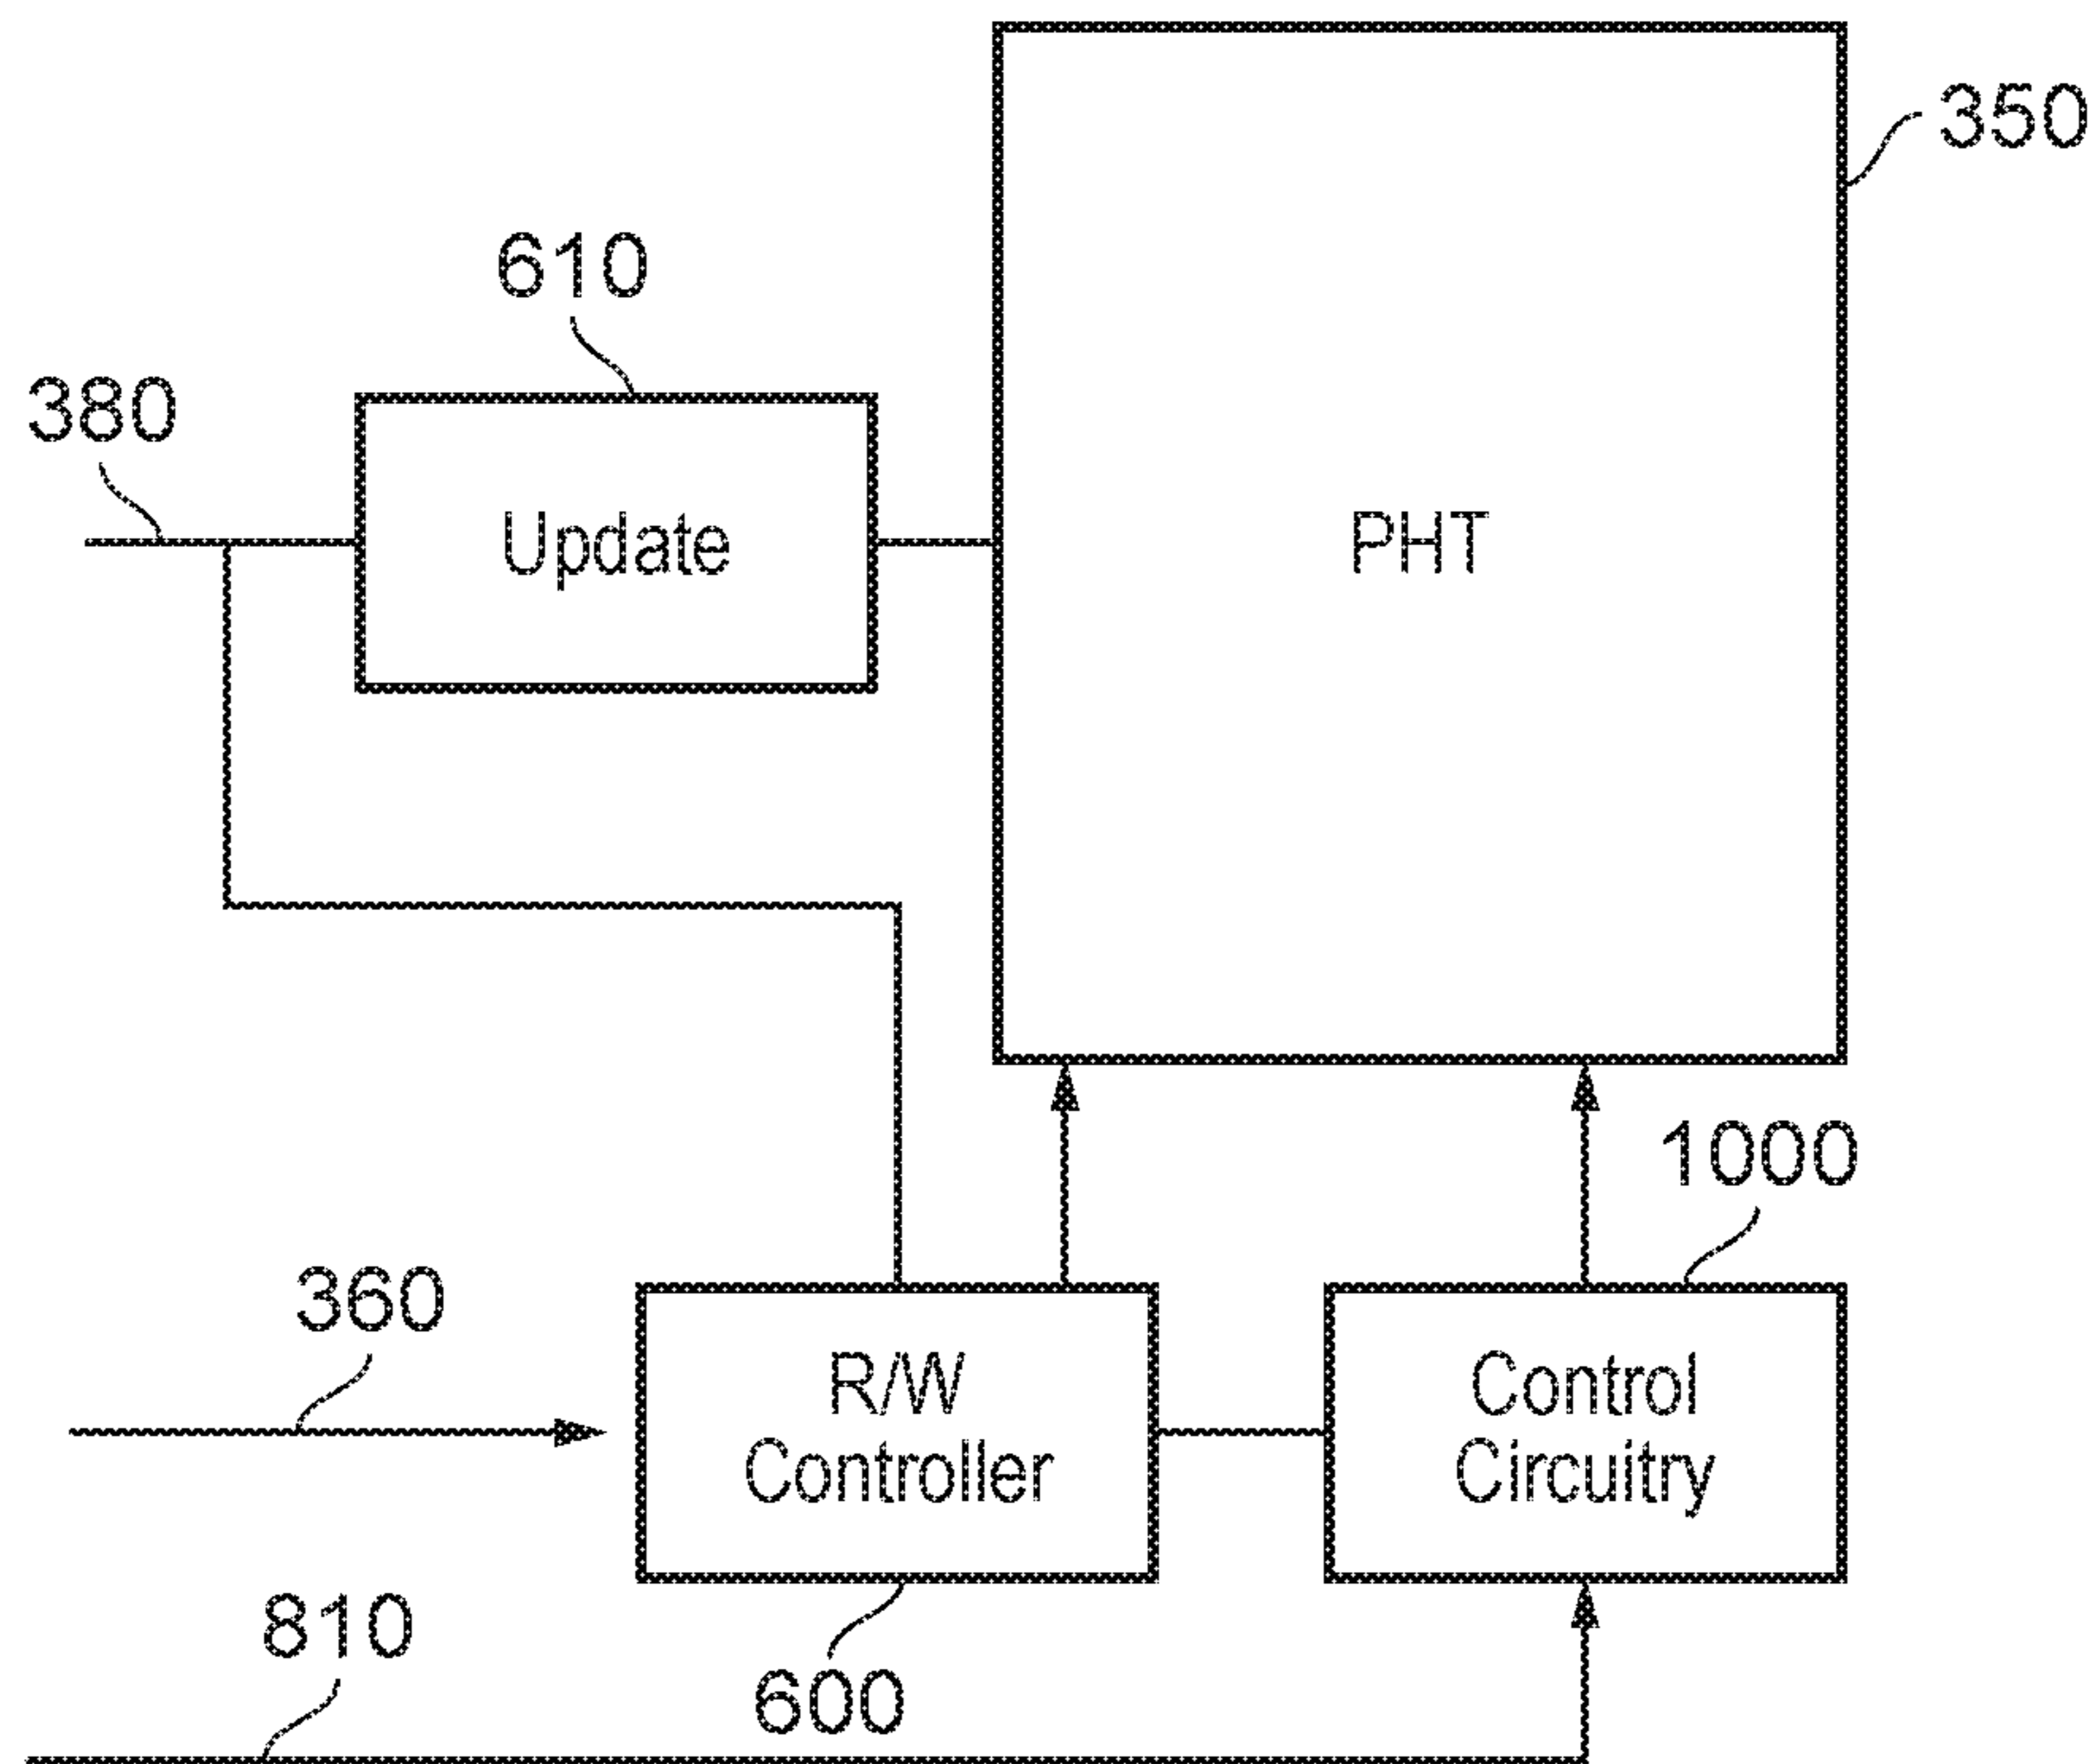 350
610
380
Update
PHT
1000
360
R/W
Controller
Control
Circuitry
810
600